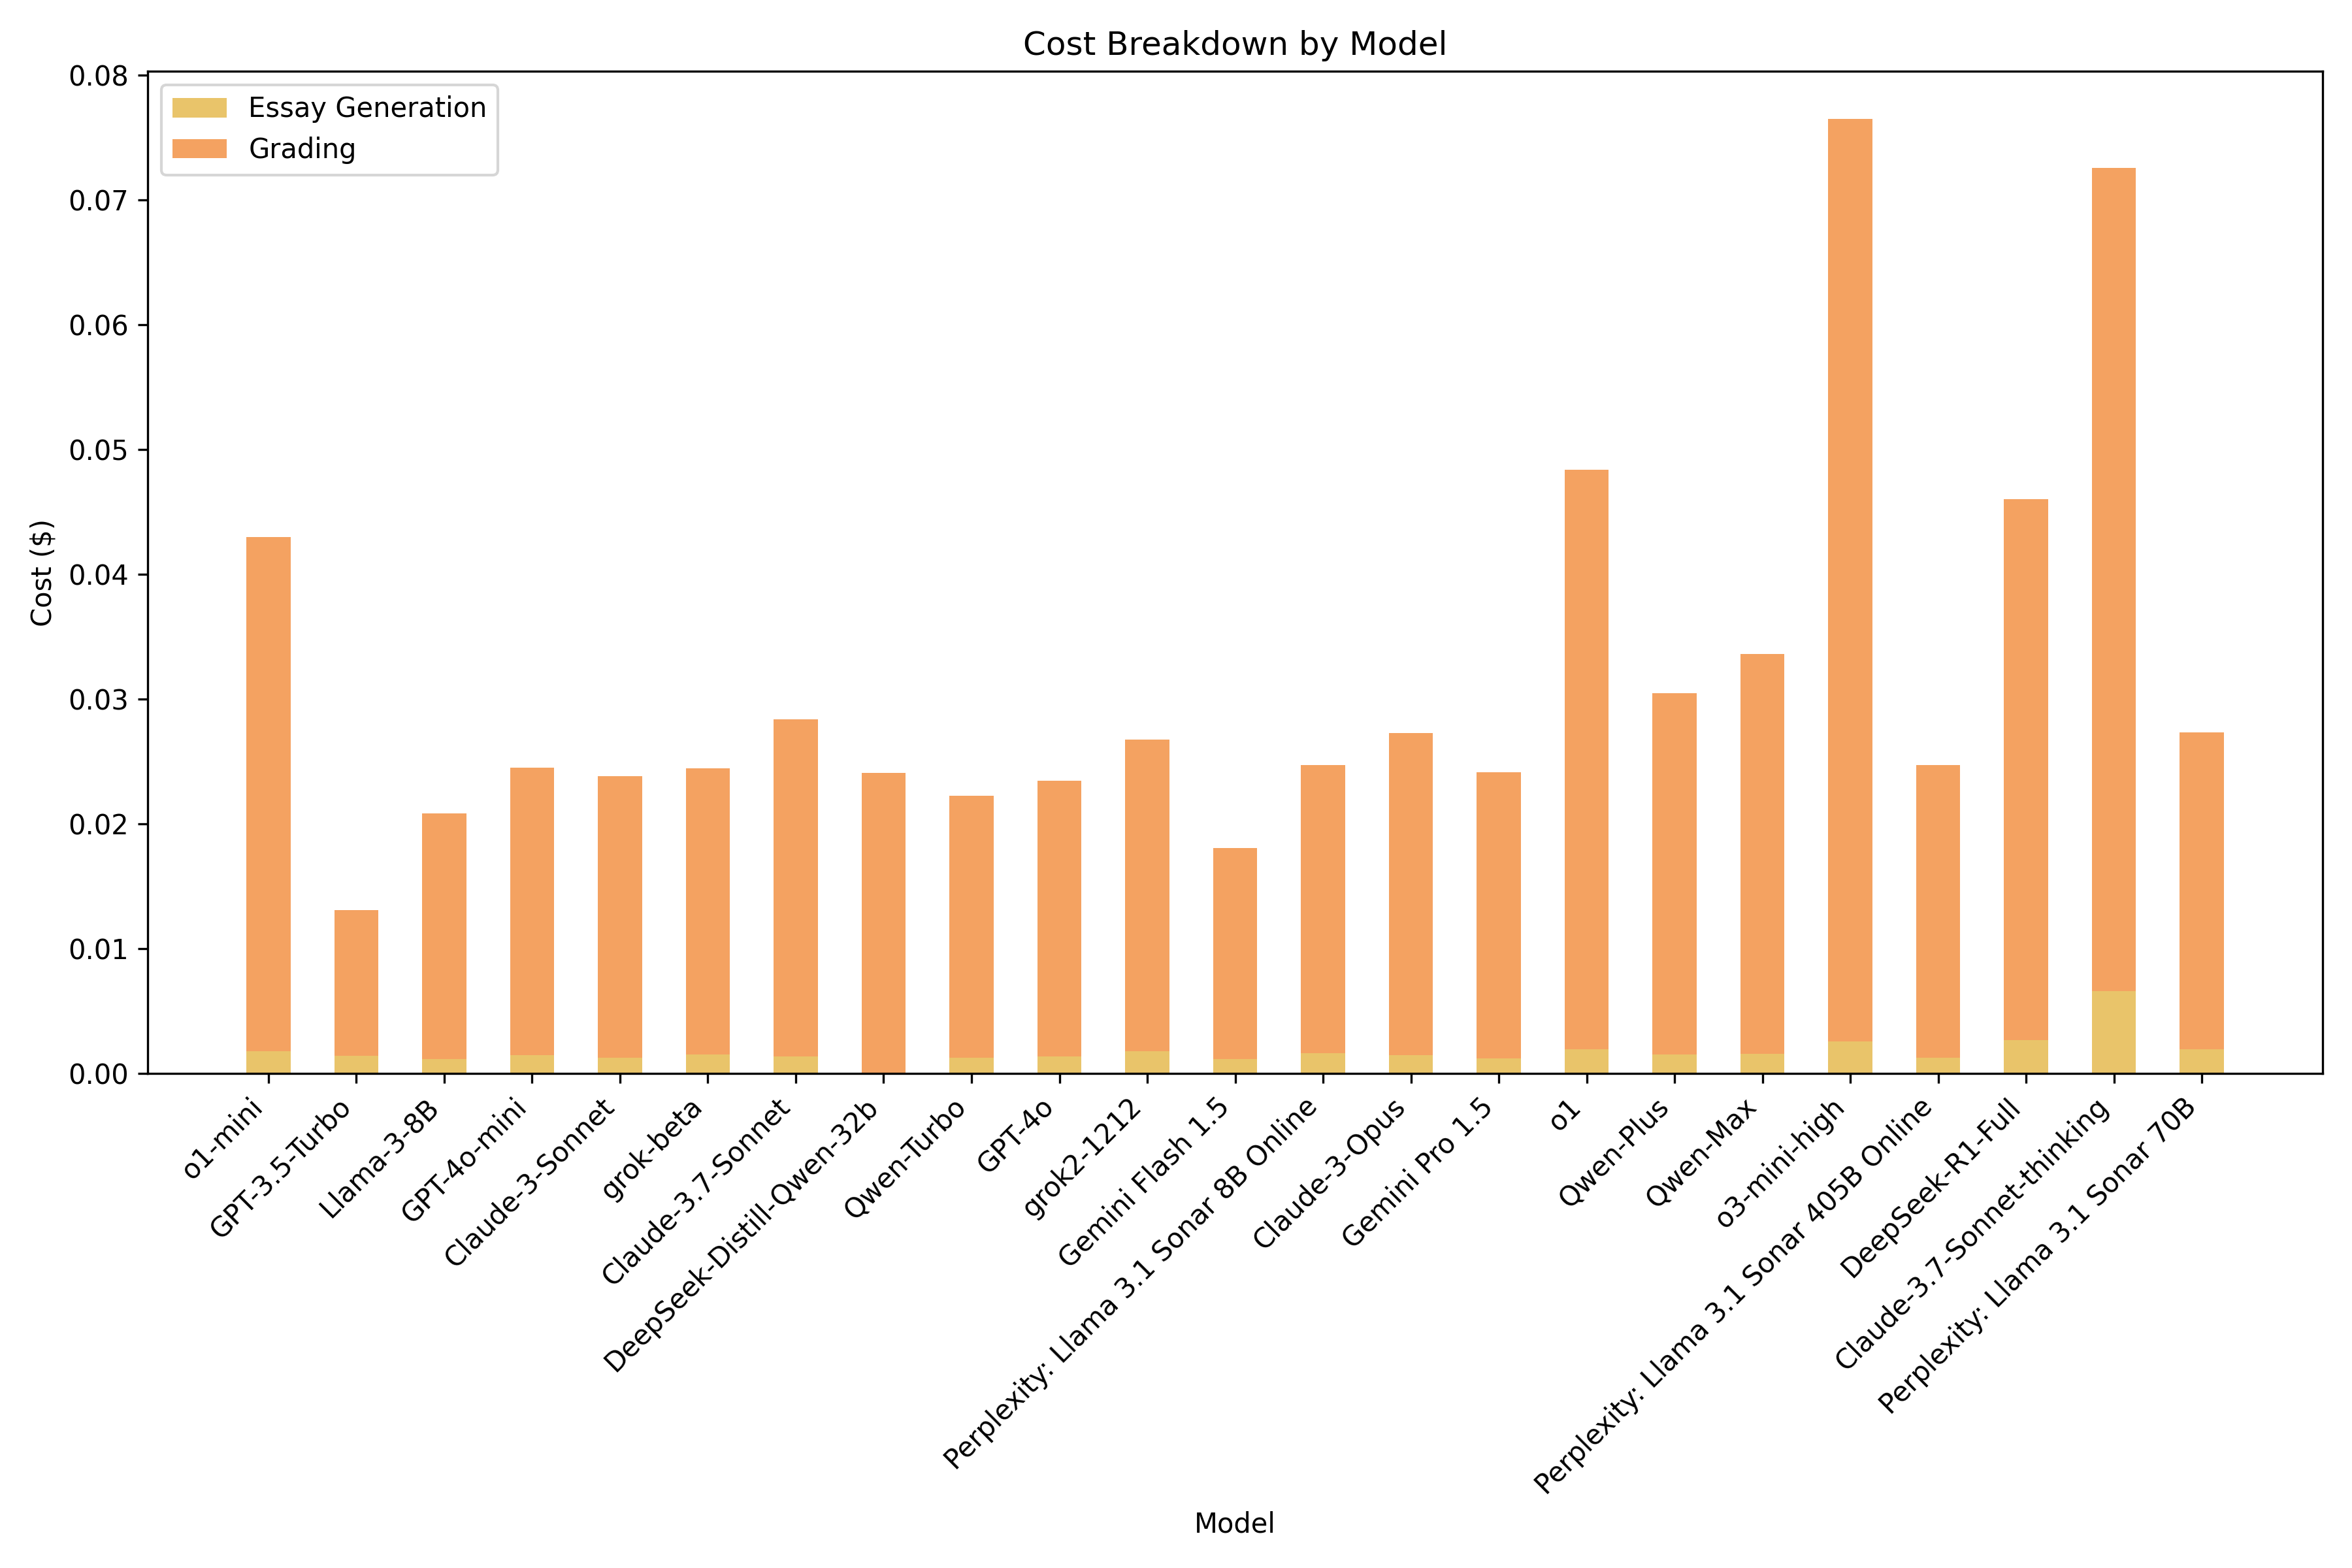 Cost Breakdown by Model
Essay Generation
Grading
Cost ($)
0.08
0.07
0.06
0.05
0.04
0.03
0.02
0.01
0.00
o1-mini
GPT-3.5-Turbo
Llama-3-8B
GPT-4o-mini
Claude-3-Sonnet
grok-beta
Claude-3.7-Sonnet
DeepSeek-Distill-Qwen-32b
Qwen-Turbo
GPT-4o
grok2-1212
Gemini Flash 1.5
Perplexity: Llama 3.1 Sonar 8B Online
Claude-3-Opus
Gemini Pro 1.5
o1
Qwen-Plus
Qwen-Max
o3-mini-high
Perplexity: Llama 3.1 Sonar 405B Online
DeepSeek-R1-Full
Claude-3.7-Sonnet-thinking
Perplexity: Llama 3.1 Sonar 70B
Model